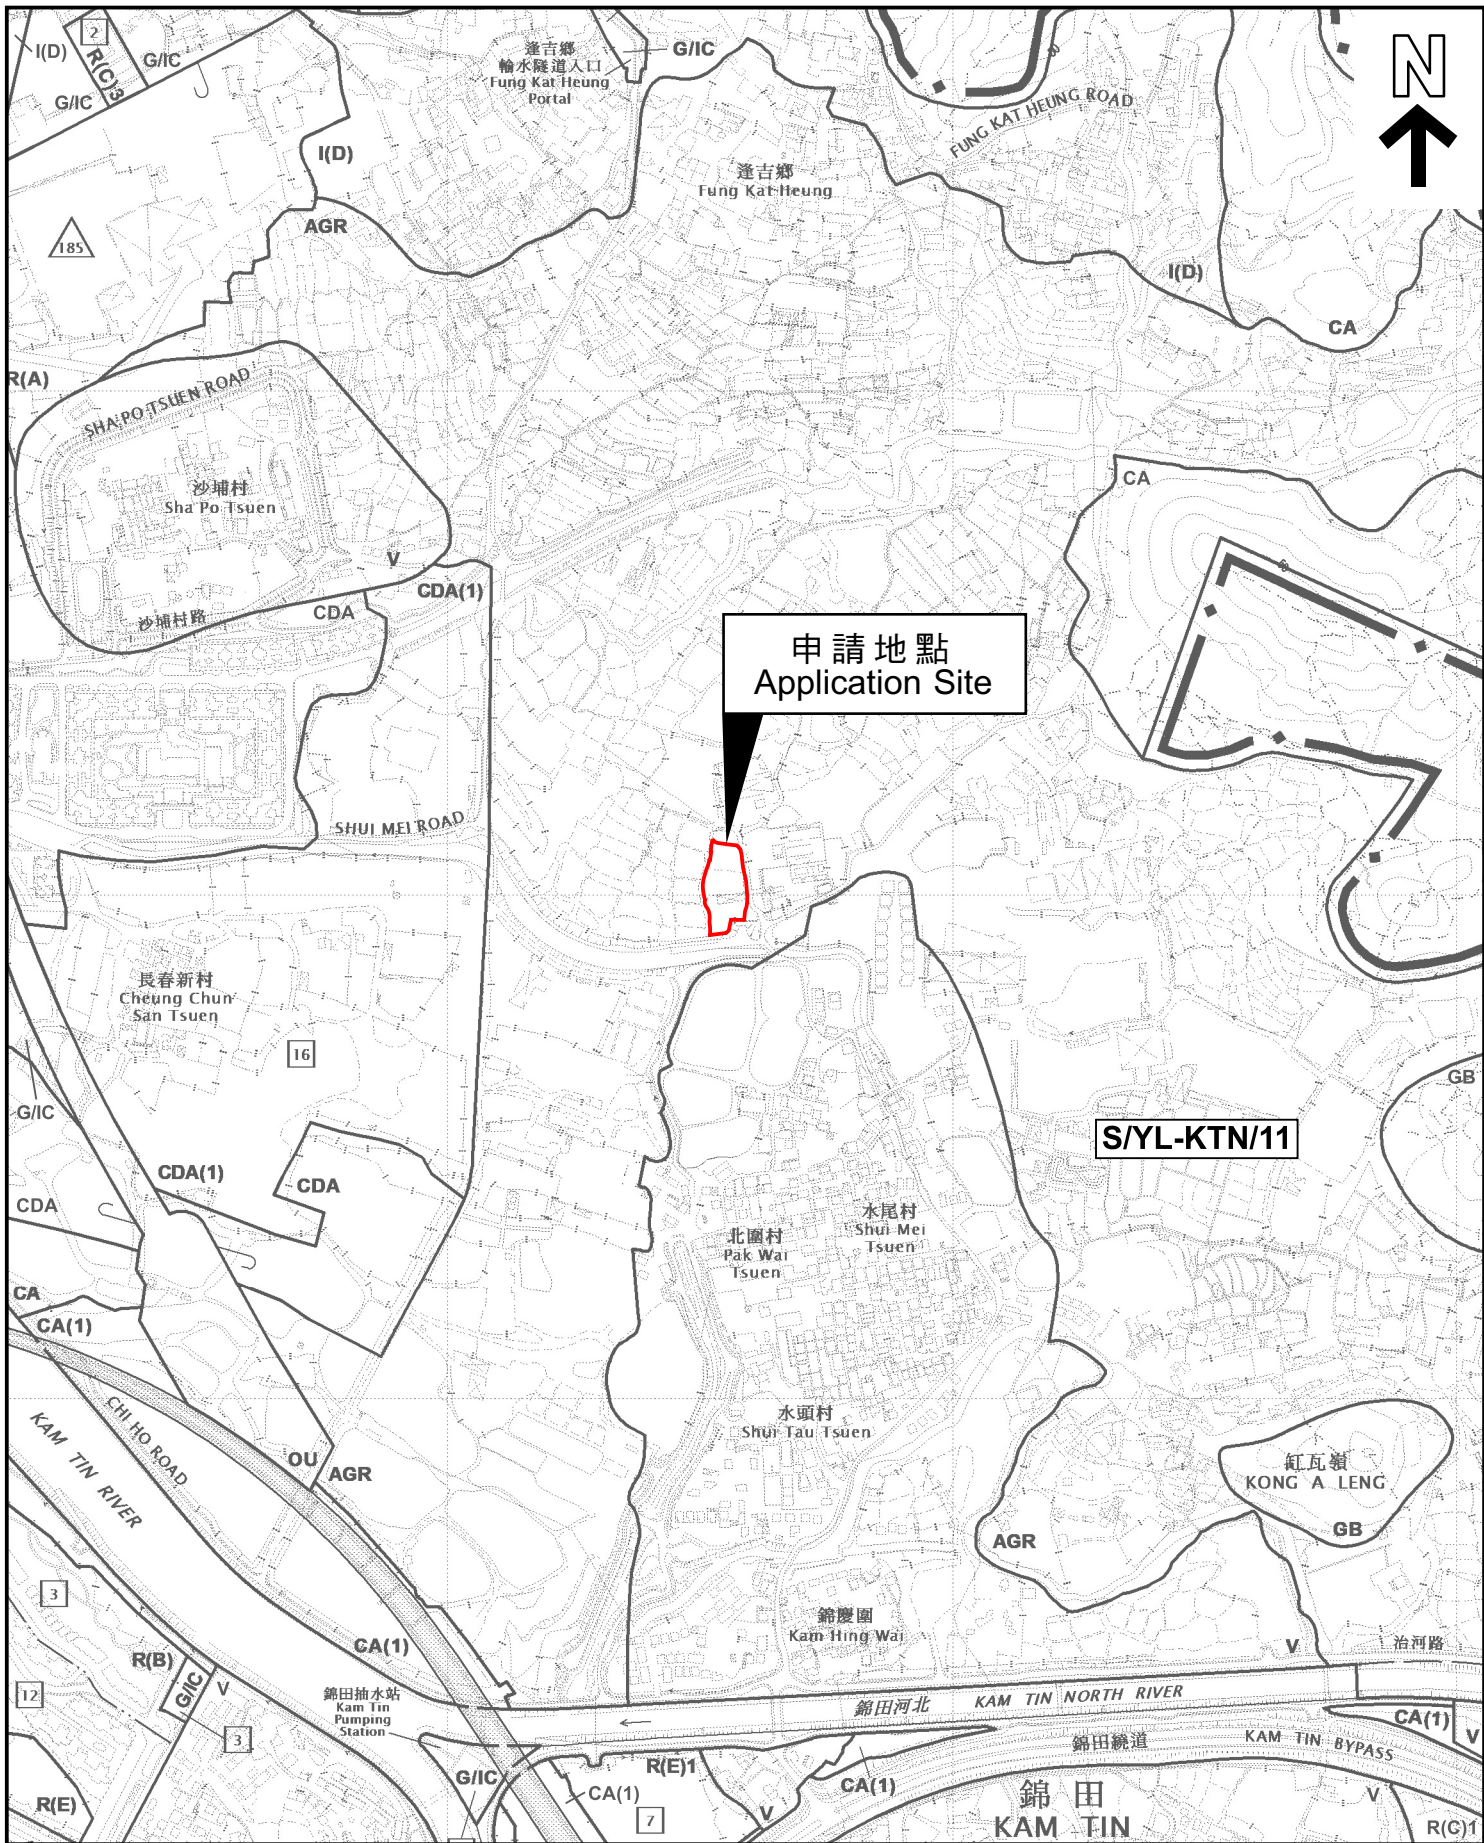 I(D)
2
R(C)3
G/IC
G/IC
逢吉鄉
輸水隧道入口
Fung Kat Heung
Portal
G/IC
FUNG KAT HEUNG ROAD
N
I(D)
逢吉鄉
Fung Kat Heung
AGR
185
I(D)
CA
R(A)
SHA PO TSUEN ROAD
沙埔村
Sha Po Tsuen
CA
V
CDA(1)
CDA
沙埔村路
申請地點
Application Site
SHUI MEI ROAD
長春新村
Cheung Chun
San Tsuen
16
G/IC
GB
S/YL-KTN/11
CDA(1)
CDA
CDA
水尾村
Shui Mei
Tsuen
北圍村
Pak Wai
Tsuen
CA
CA(1)
CHI HO ROAD
KAM TIN RIVER
水頭村
Shui Tau Tsuen
OU
AGR
缸瓦嶺
KONG A LENG
GB
AGR
3
錦慶圍
Kam Hing Wai
CA(1)
V
治河路
R(B)
G/IC
V
12
3
錦田抽水站
Kam Tin
Pumping
Station
錦田河北
KAM TIN NORTH RIVER
CA(1)
V
錦田繞道
KAM TIN BYPASS
G/IC
R(E)1
CA(1)
CA(1)
R(E)
7
V
錦田
KAM TIN
V
R(C)1